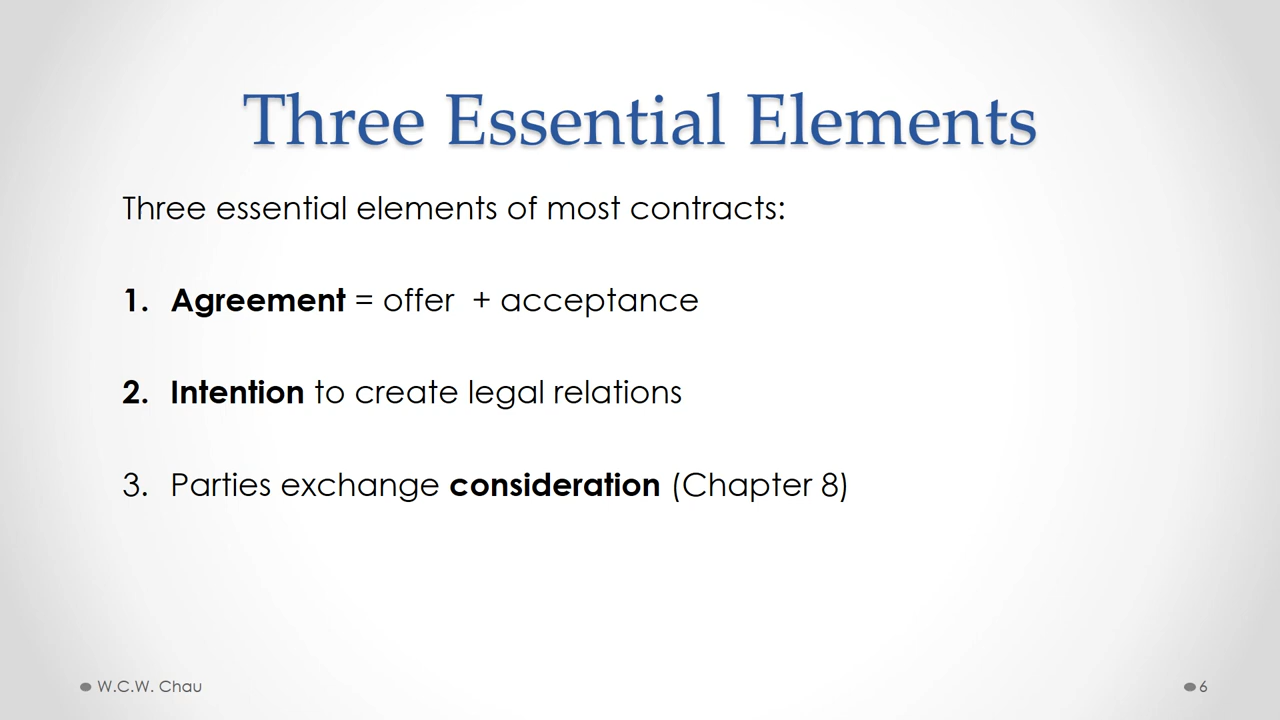 Three Essential Elements
Three essential elements of most contracts:
1. Agreement = offer  + acceptance
2. Intention to create legal relations
3. Parties exchange consideration (Chapter 8)
W.C.W. Chau
6